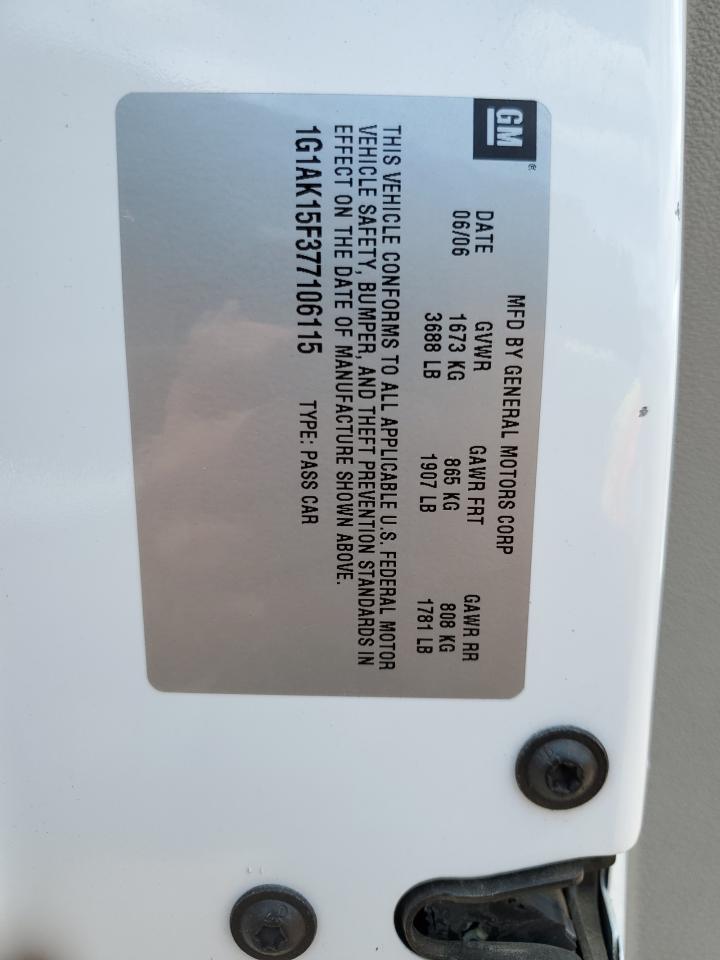 GM ®
MFD BY GENERAL MOTORS CORP
DATE GVWR GAWR FRT GAWR RR
06/06 1673 KG 865 KG 808 KG
3688 LB 1907 LB 1781 LB
THIS VEHICLE CONFORMS TO ALL APPLICABLE U.S. FEDERAL MOTOR
VEHICLE SAFETY, BUMPER, AND THEFT PREVENTION STANDARDS IN
EFFECT ON THE DATE OF MANUFACTURE SHOWN ABOVE.
1G1AK15F377106115 TYPE: PASS CAR